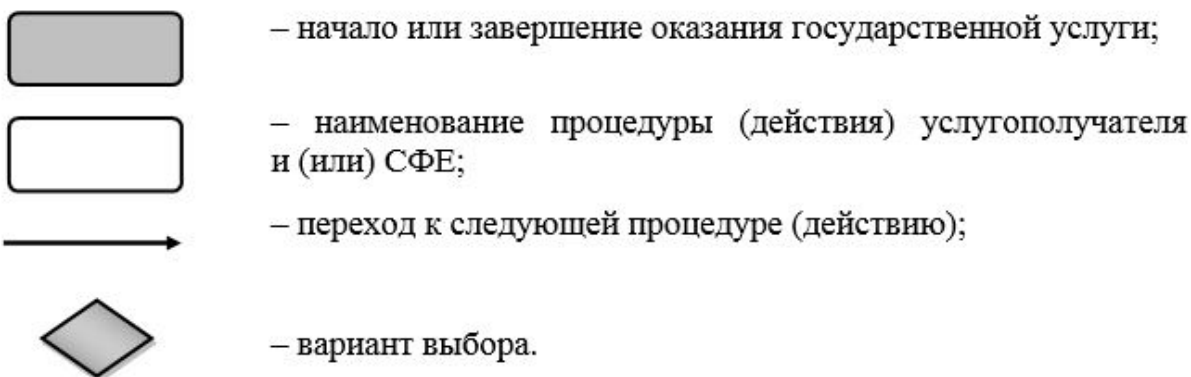 – начало или завершение оказания государственной услуги;
– наименование процедуры (действия) услугополучателя
и (или) СФЕ;
– переход к следующей процедуре (действию);
– вариант выбора.